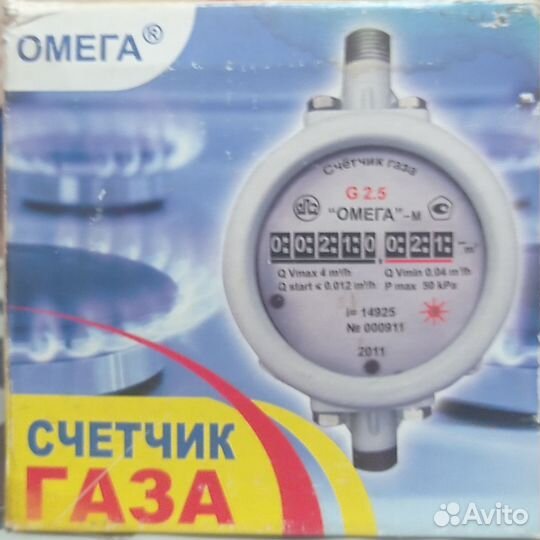 ОМЕГА®
Счётчик газа
G 2.5
"ОМЕГА"-м
0 0 2 1 0, 0 2 1 - m³
Q Vmax 4 m³/h
Q Vmin 0.04 m³/h
Q start ≤ 0.012 m³/h
P max 50 kPa
i= 14925
№ 000911
2011
СЧЕТЧИК
ГАЗА
Avito